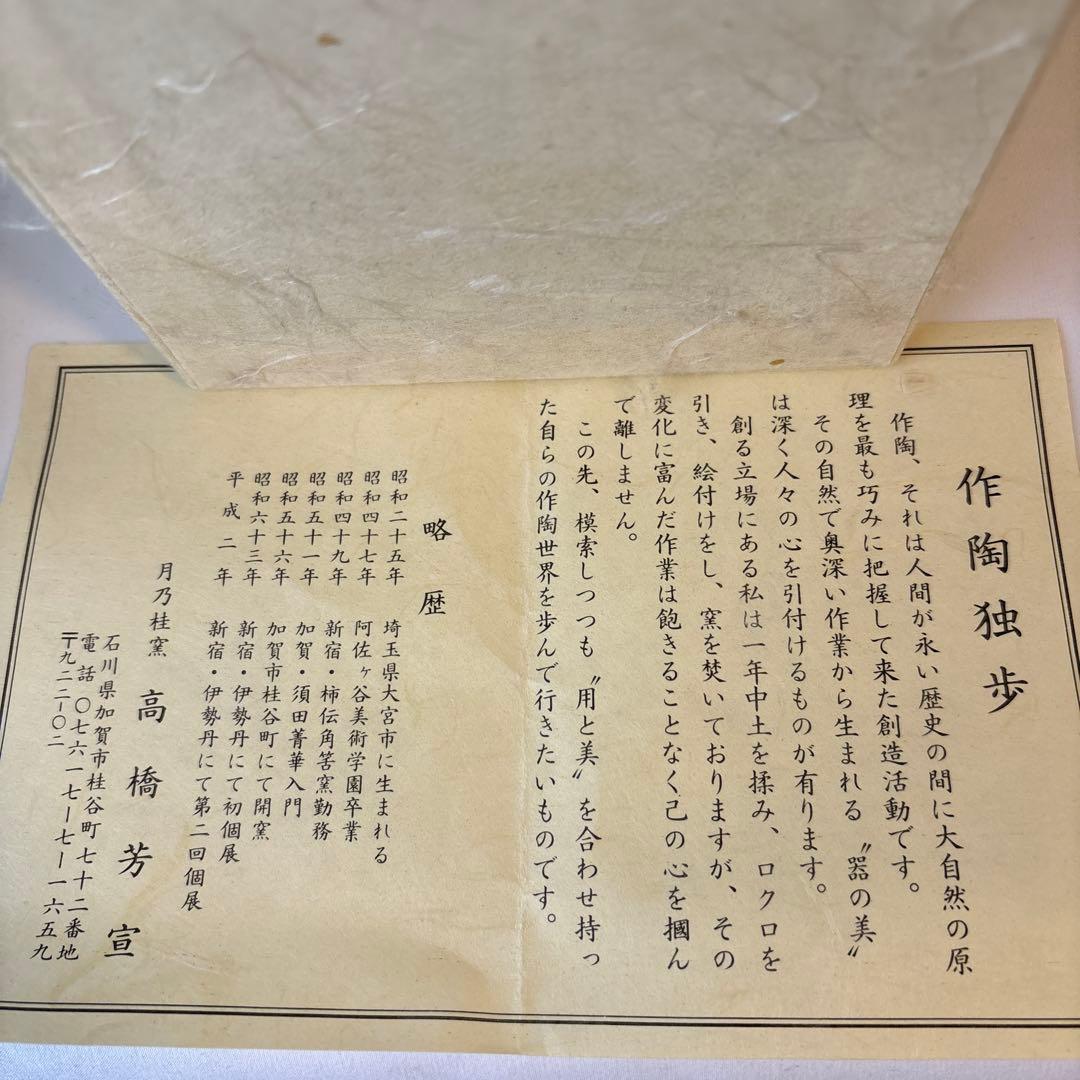 作陶独歩
作陶、それは人間が永い歴史の間に大自然の原
理を最も巧みに把握して来た創造活動です。
その自然で奥深い作業から生まれる〝器の美〟
は深く人々の心を引付けるものが有ります。
創る立場にある私は一年中土を揉み、ロクロを
引き、絵付けをし、窯を焚いておりますが、その
変化に富んだ作業は飽きることなく己の心を摑ん
で離しません。
この先、模索しつつも〝用と美〟を合わせ持っ
た自らの作陶世界を歩んで行きたいものです。
略歴
昭和二十五年 埼玉県大宮市に生まれる
昭和四十七年 阿佐ヶ谷美術学園卒業
昭和四十九年 新宿・柿伝角筈窯勤務
昭和五十一年 加賀・須田菁華入門
昭和五十六年 加賀市桂谷町にて開窯
昭和六十三年 新宿・伊勢丹にて初個展
平成二年 新宿・伊勢丹にて第二回個展
月乃桂窯 高橋芳宣
石川県加賀市桂谷町七十二番地
電話〇七六一七ー七ー一六五九
〒九二二ー〇二